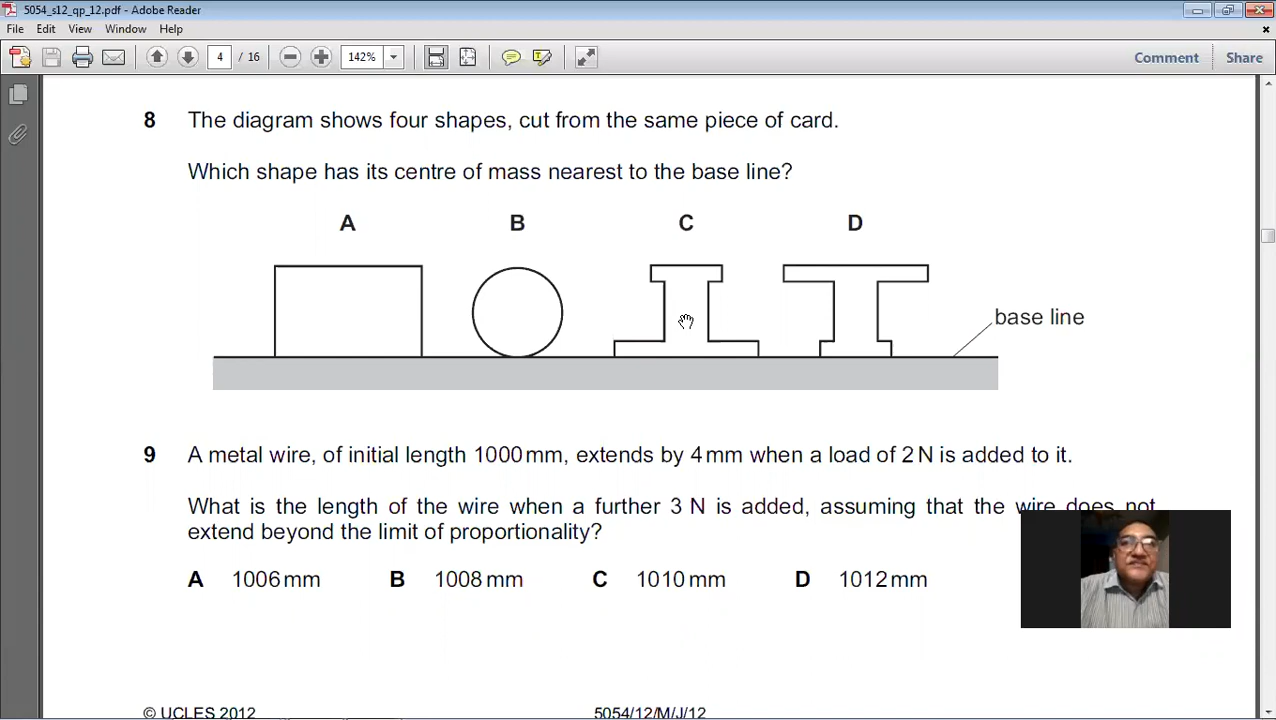 5054_s12_qp_12.pdf - Adobe Reader
File Edit View Window Help
4 / 16 142% Comment Share
8 The diagram shows four shapes, cut from the same piece of card.
Which shape has its centre of mass nearest to the base line?
A B C D
base line
9 A metal wire, of initial length 1000 mm, extends by 4 mm when a load of 2 N is added to it.
What is the length of the wire when a further 3 N is added, assuming that the wire does not
extend beyond the limit of proportionality?
A 1006 mm B 1008 mm C 1010 mm D 1012 mm
© UCLES 2012 5054/12/M/J/12